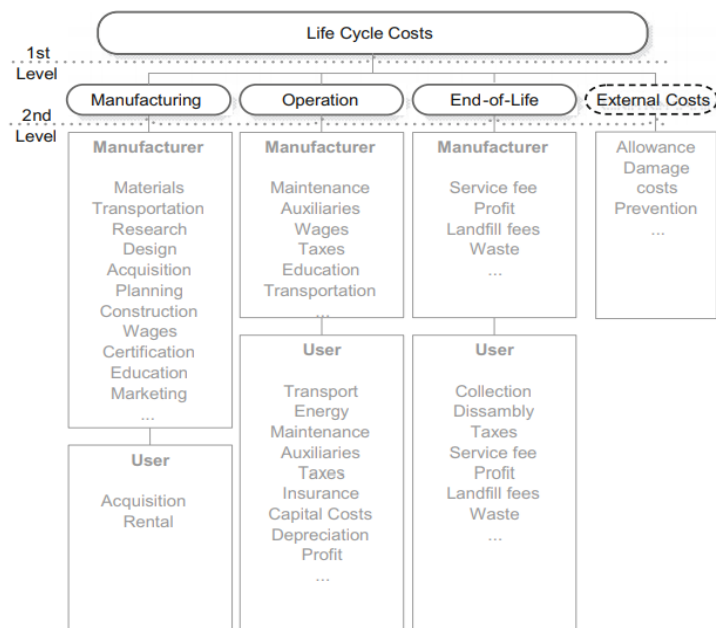 Life Cycle Costs
1st
Level
Manufacturing
Operation
End-of-Life
External Costs
2nd
Level
Manufacturer
Materials
Transportation
Research
Design
Acquisition
Planning
Construction
Wages
Certification
Education
Marketing
...
User
Acquisition
Rental
Manufacturer
Maintenance
Auxiliaries
Wages
Taxes
Education
Transportation
...
User
Transport
Energy
Maintenance
Auxiliaries
Taxes
Insurance
Capital Costs
Depreciation
Profit
...
Manufacturer
Service fee
Profit
Landfill fees
Waste
...
User
Collection
Dissambly
Taxes
Service fee
Profit
Landfill fees
Waste
...
Allowance
Damage
costs
Prevention
...